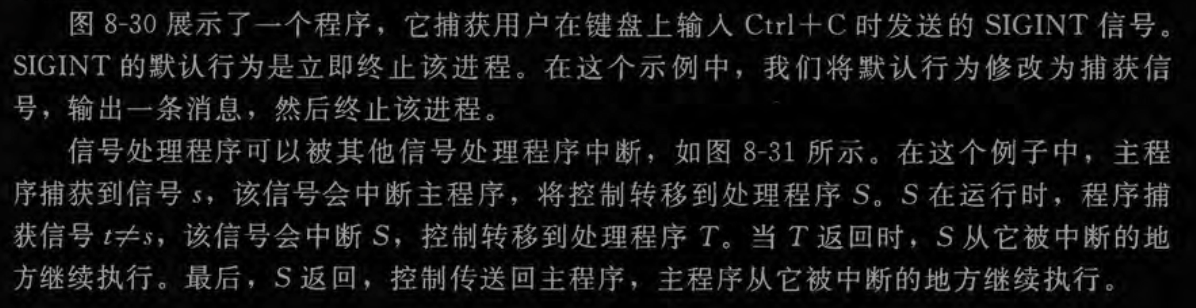 图 8-30 展示了一个程序，它捕获用户在键盘上输入 Ctrl＋C 时发送的 SIGINT 信号。
SIGINT 的默认行为是立即终止该进程。在这个示例中，我们将默认行为修改为捕获信
号，输出一条消息，然后终止该进程。
信号处理程序可以被其他信号处理程序中断，如图 8-31 所示。在这个例子中，主程
序捕获到信号 s，该信号会中断主程序，将控制转移到处理程序 S。S 在运行时，程序捕
获信号 t≠s，该信号会中断 S，控制转移到处理程序 T。当 T 返回时，S 从它被中断的地
方继续执行。最后，S 返回，控制传送回主程序，主程序从它被中断的地方继续执行。